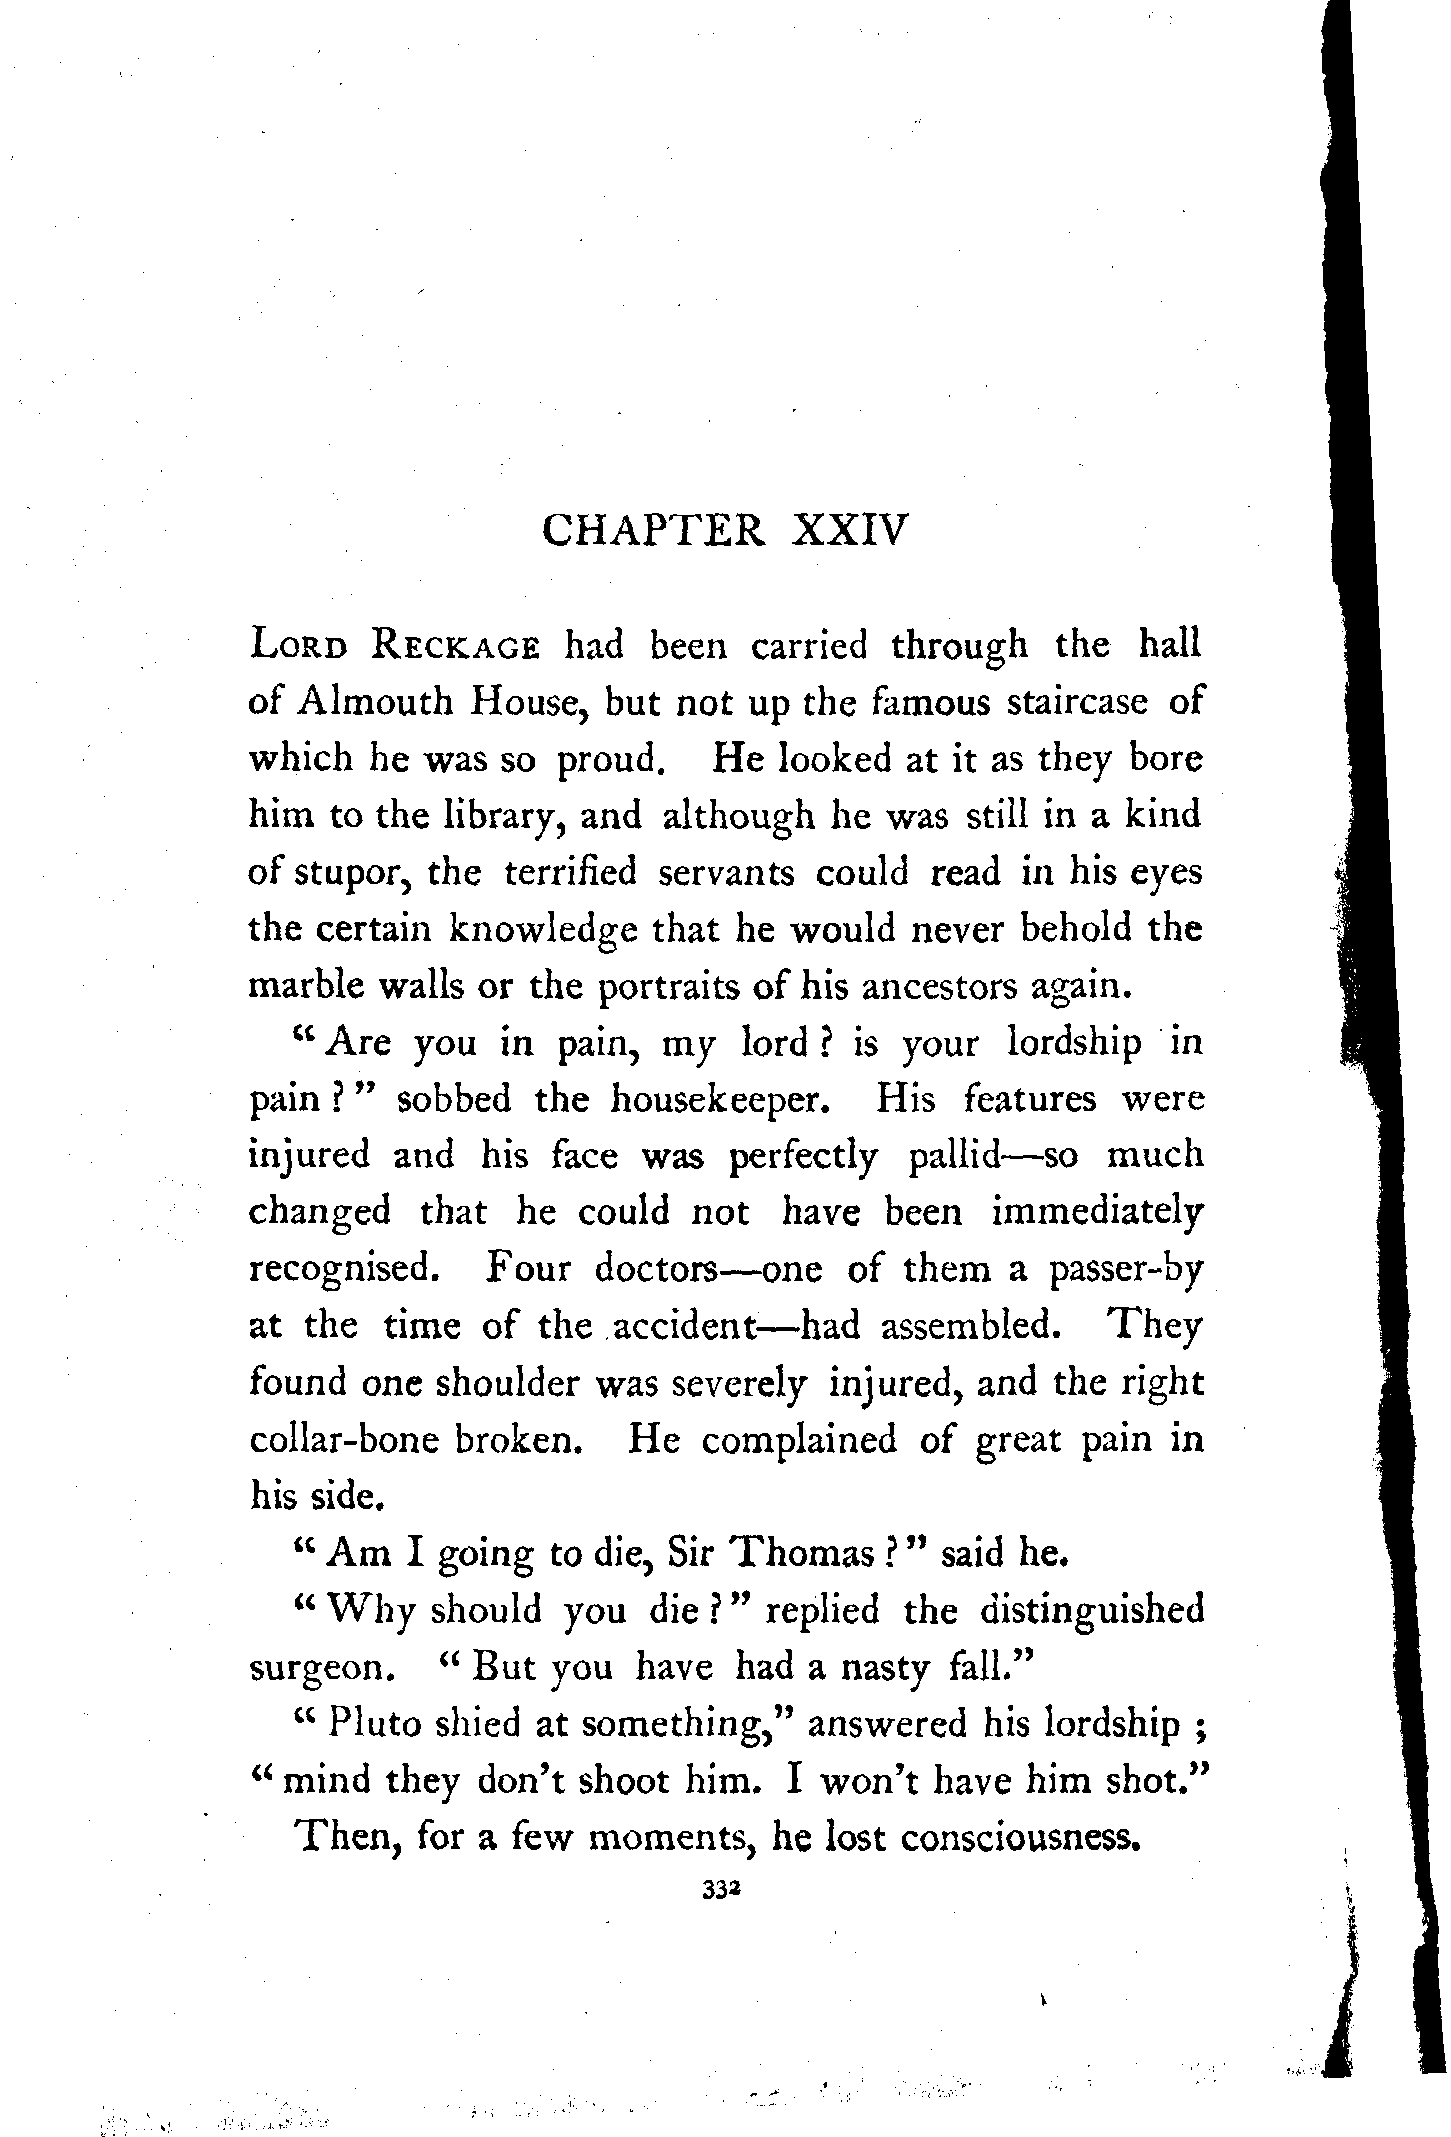 CHAPTER XXIV
LORD RECKAGE had been carried through the hall
of Almouth House, but not up the famous staircase of
which he was so proud. He looked at it as they bore
him to the library, and although he was still in a kind
of stupor, the terrified servants could read in his eyes
the certain knowledge that he would never behold the
marble walls or the portraits of his ancestors again.
“Are you in pain, my lord? is your lordship in
pain?” sobbed the housekeeper. His features were
injured and his face was perfectly pallid—so much
changed that he could not have been immediately
recognised. Four doctors—one of them a passer-by
at the time of the accident—had assembled. They
found one shoulder was severely injured, and the right
collar-bone broken. He complained of great pain in
his side.
“Am I going to die, Sir Thomas?” said he.
“Why should you die?” replied the distinguished
surgeon. “But you have had a nasty fall.”
“Pluto shied at something,” answered his lordship;
“mind they don't shoot him. I won't have him shot.”
Then, for a few moments, he lost consciousness.
332